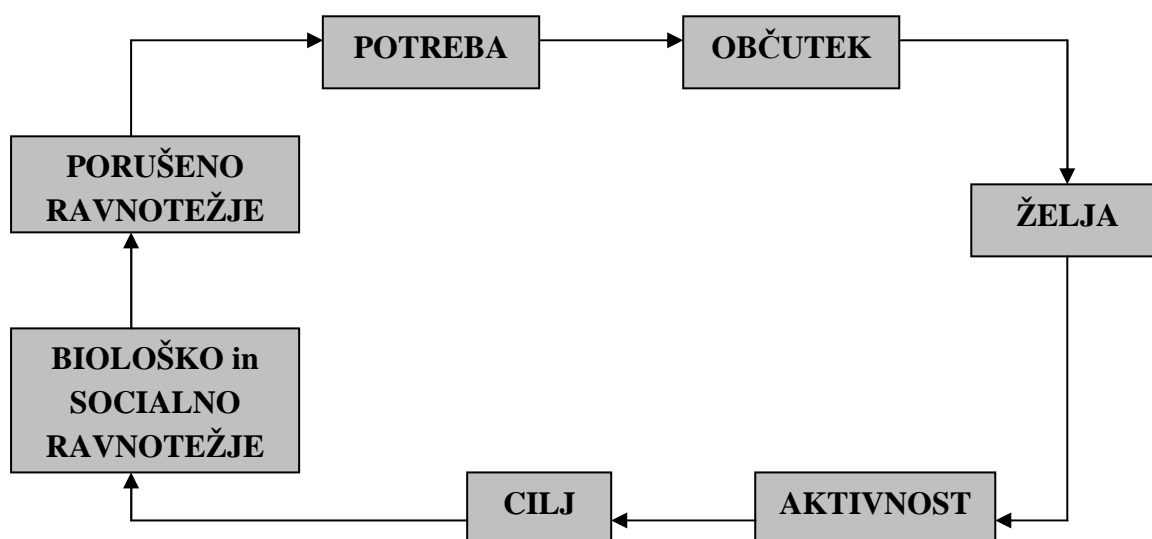 POTREBA
OBČUTEK
PORUŠENO
RAVNOTEŽJE
ŽELJA
BIOLOŠKO in
SOCIALNO
RAVNOTEŽJE
CILJ
AKTIVNOST